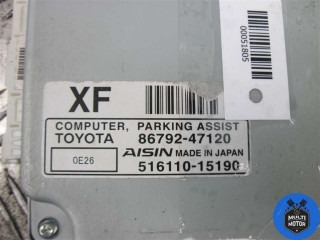 00051805
XF
COMPUTER, PARKING ASSIST
TOYOTA 86792-47120
0E26
AISIN MADE IN JAPAN
516110-15190
MULTI
MOTOR